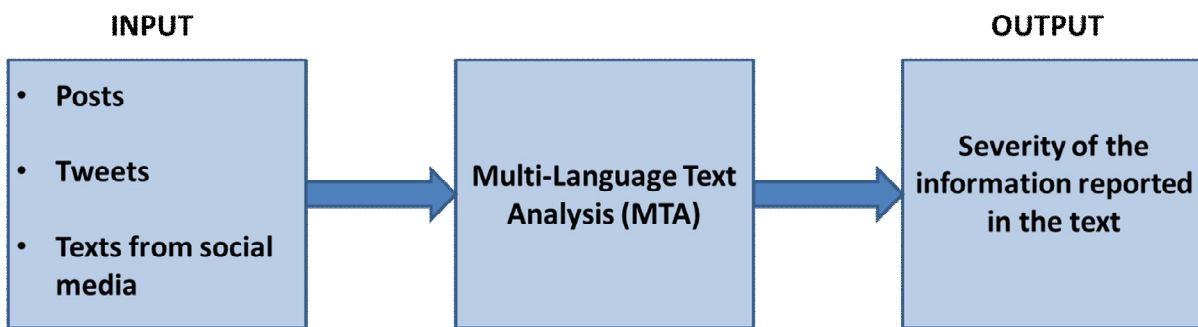 INPUT
• Posts
• Tweets
• Texts from social
media
Multi-Language Text
Analysis (MTA)
OUTPUT
Severity of the
information reported
in the text